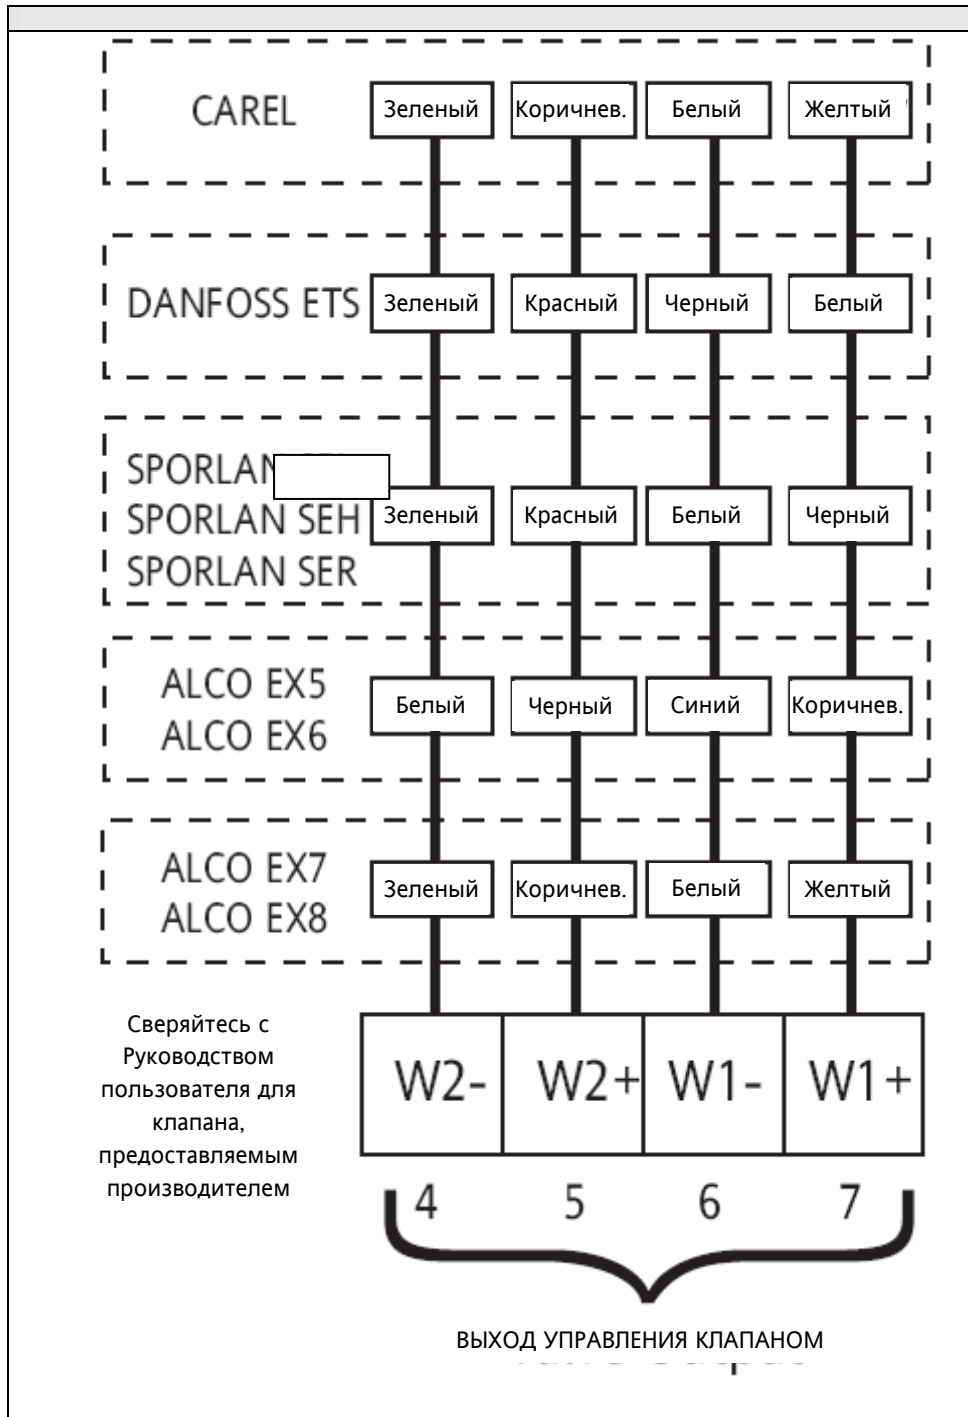 CAREL Зеленый Коричнев. Белый Желтый
DANFOSS ETS Зеленый Красный Черный Белый
SPORLAN
SPORLAN SEH Зеленый Красный Белый Черный
SPORLAN SER
ALCO EX5
Белый Черный Синий Коричнев.
ALCO EX6
ALCO EX7
Зеленый Коричнев. Белый Желтый
ALCO EX8
Сверяйтесь с
Руководством
пользователя для
клапана,
предоставляемым
производителем
W2- W2+ W1- W1+
4 5 6 7
ВЫХОД УПРАВЛЕНИЯ КЛАПАНОМ